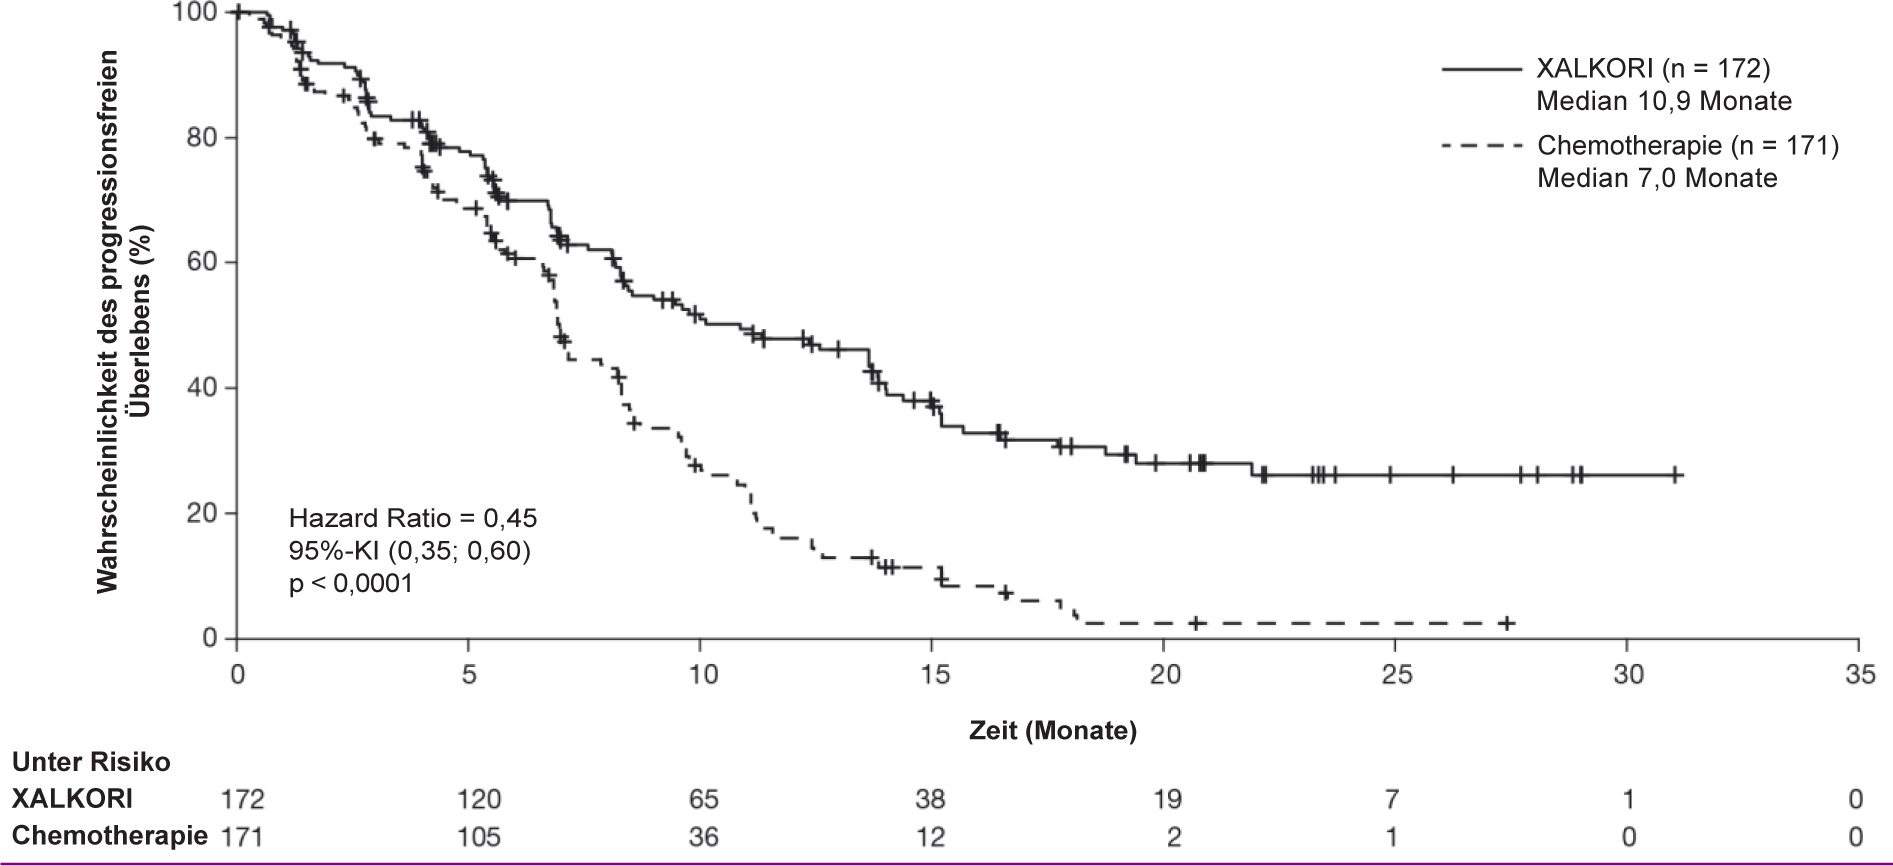 Wahrscheinlichkeit des progressionsfreien
Überlebens (%)
100
80
60
40
20
0
XALKORI (n = 172)
Median 10,9 Monate
Chemotherapie (n = 171)
Median 7,0 Monate
Hazard Ratio = 0,45
95%-KI (0,35; 0,60)
p < 0,0001
0 5 10 15 20 25 30 35
Zeit (Monate)
Unter Risiko
XALKORI 172 120 65 38 19 7 1 0
Chemotherapie 171 105 36 12 2 1 0 0